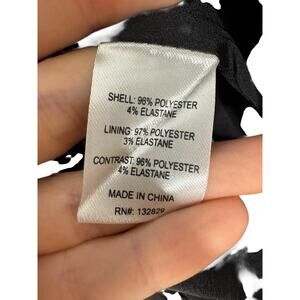 SHELL: 96% POLYESTER
4% ELASTANE
LINING: 97% POLYESTER
3% ELASTANE
CONTRAST: 96% POLYESTER
4% ELASTANE
MADE IN CHINA
RN#: 132829